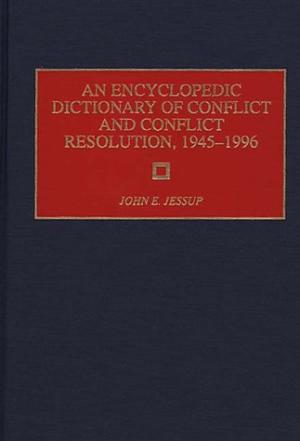 AN ENCYCLOPEDIC
DICTIONARY OF CONFLICT
AND CONFLICT
RESOLUTION, 1945–1996
JOHN E. JESSUP